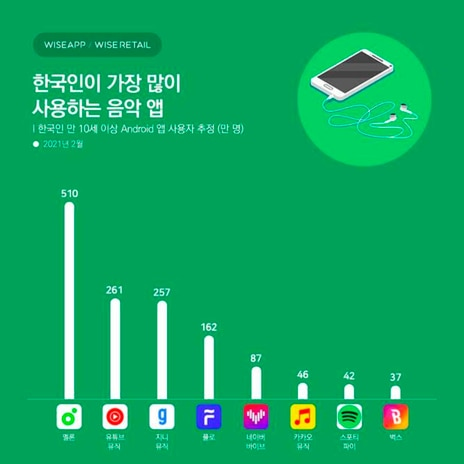 WISEAPP / WISERETAIL
한국인이 가장 많이
사용하는 음악 앱
| 한국인 만 10세 이상 Android 앱 사용자 추정 (만 명)
● 2021년 2월
510
261
257
162
87
46
42
37
멜론
유튜브
뮤직
지니
뮤직
플로
네이버
바이브
카카오
뮤직
스포티
파이
벅스